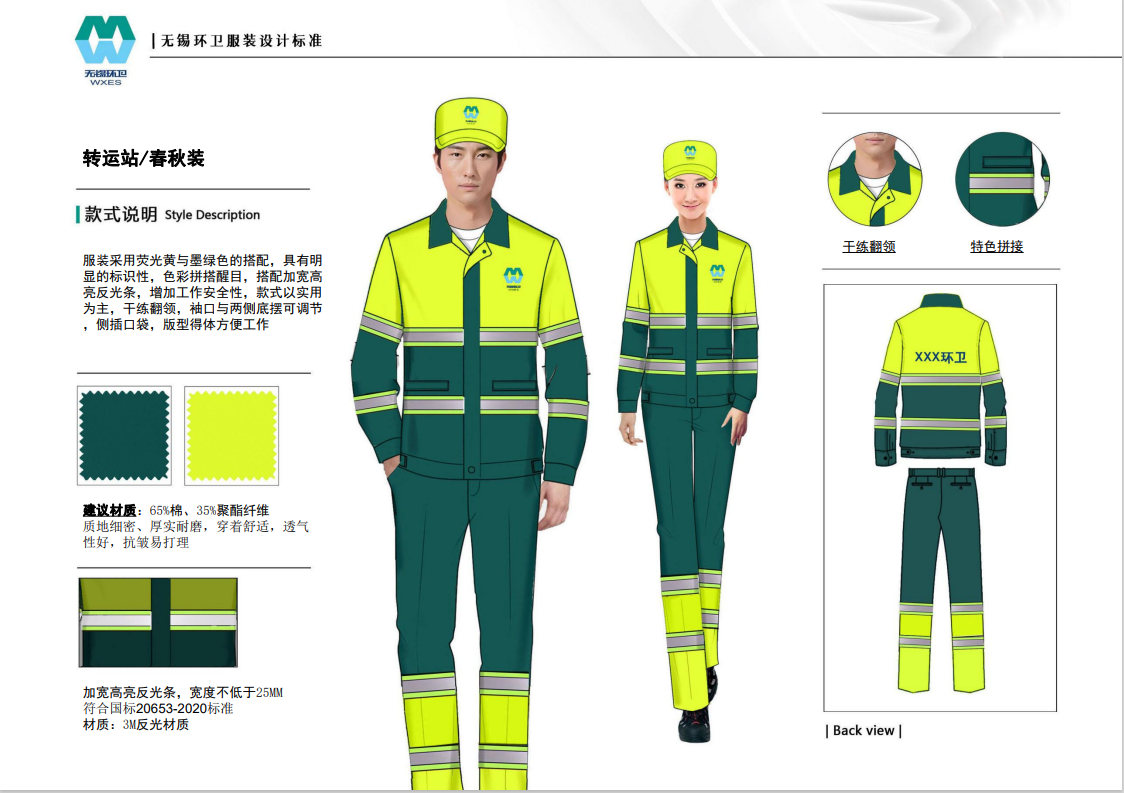 无锡环卫
WXES
无锡环卫服装设计标准
转运站/春秋装
款式说明 Style Description
服装采用荧光黄与墨绿色的搭配，具有明
显的标识性，色彩拼搭醒目，搭配加宽高
亮反光条，增加工作安全性，款式以实用
为主，干练翻领，袖口与两侧底摆可调节
，侧插口袋，版型得体方便工作
建议材质：65%棉、35%聚酯纤维
质地细密、厚实耐磨，穿着舒适，透气
性好，抗皱易打理
加宽高亮反光条，宽度不低于25MM
符合国标20653-2020标准
材质：3M反光材质
干练翻领
特色拼接
XXX环卫
Back view